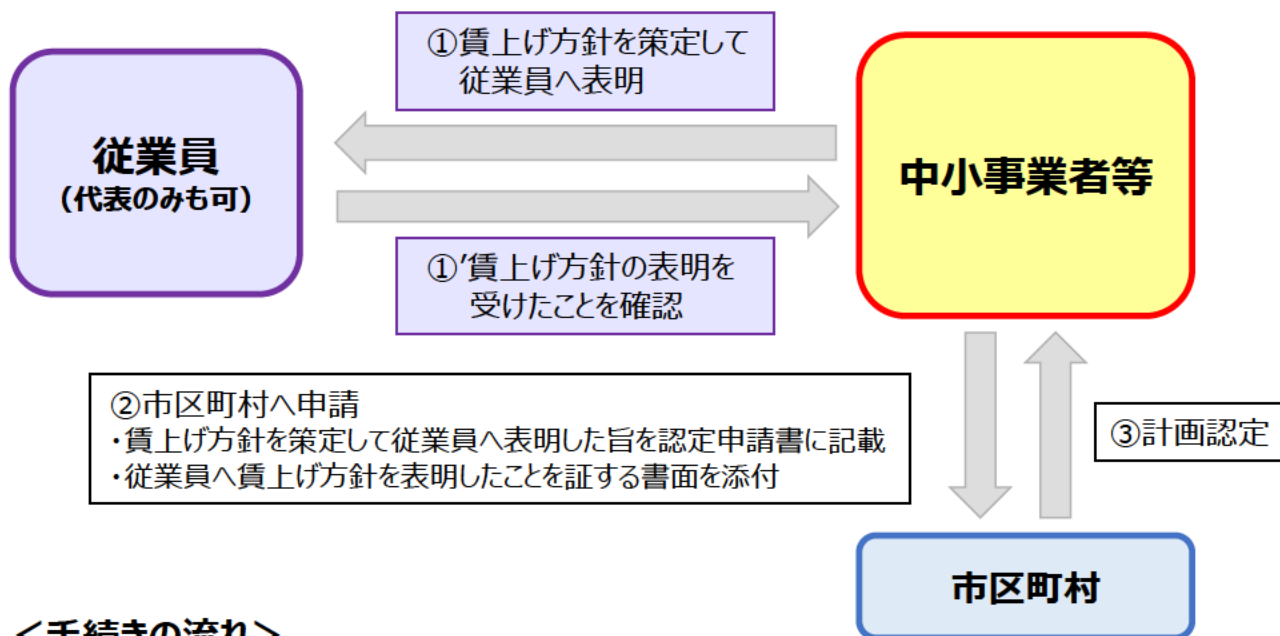 ①賃上げ方針を策定して
従業員へ表明
従業員
(代表のみも可)
中小事業者等
①’賃上げ方針の表明を
受けたことを確認
②市区町村へ申請
・賃上げ方針を策定して従業員へ表明した旨を認定申請書に記載
・従業員へ賃上げ方針を表明したことを証する書面を添付
③計画認定
市区町村
＜手続きの流れ＞